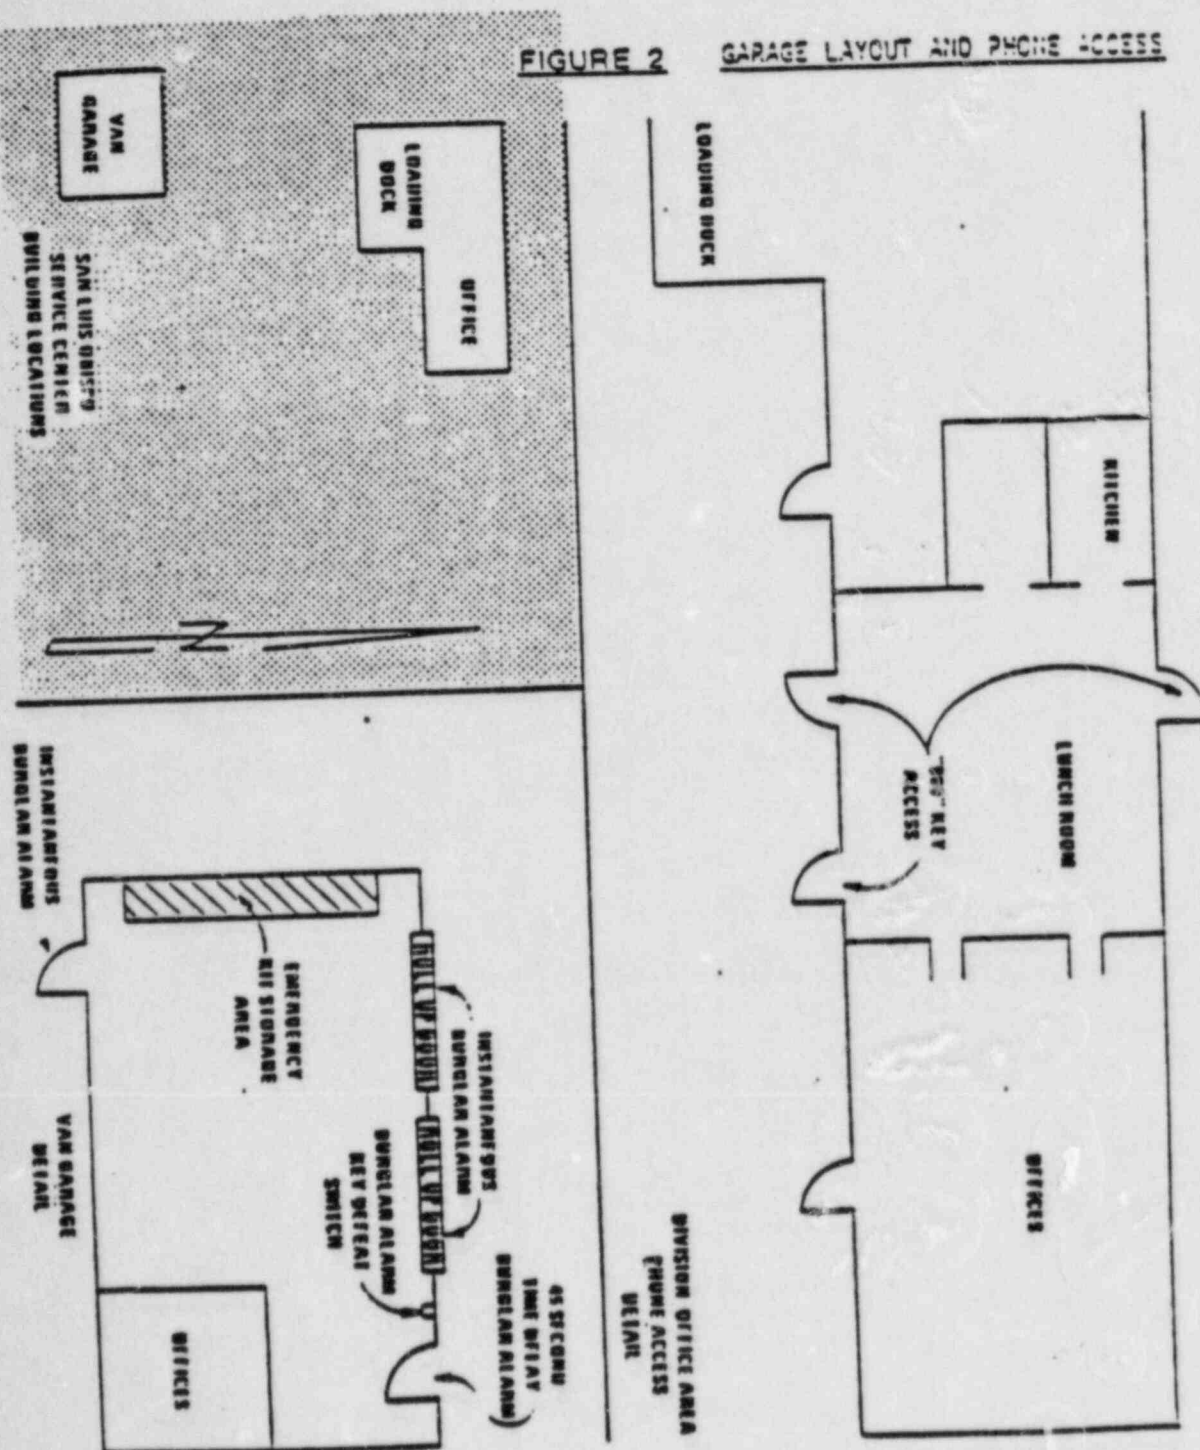 FIGURE 2 GARAGE LAYOUT AND PHONE ACCESS
VAN
GARAGE
LOADING
DOCK
OFFICE
SAN LUIS OBISPO
SERVICE CENTER
BUILDING LOCATIONS
N
LOADING DOCK
KITCHEN
LUNCH ROOM
KEY
ACCESS
OFFICES
DIVISION OFFICE AREA
PHONE ACCESS
DETAIL
INSTANTANEOUS
BURGLAR ALARM
EMERGENCY
KIT STORAGE
AREA
ROLL UP DOOR
ROLL UP DOOR
INSTANTANEOUS
BURGLAR ALARM
BURGLAR ALARM
KEY DEFEAT
SWITCH
45 SECOND
TIME DELAY
BURGLAR ALARM
VAN GARAGE
DETAIL
OFFICES